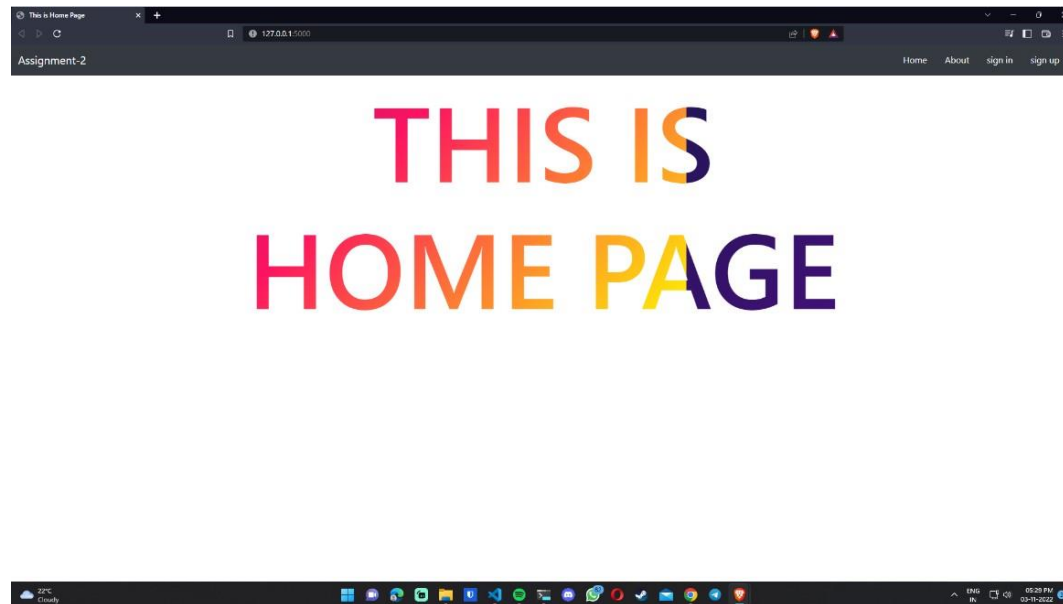 This is Home Page
127.0.0.1:5000
Assignment-2 Home About sign in sign up
THIS IS
HOME PAGE
22°C
Cloudy
ENG
IN
05:29 PM
03-11-2022